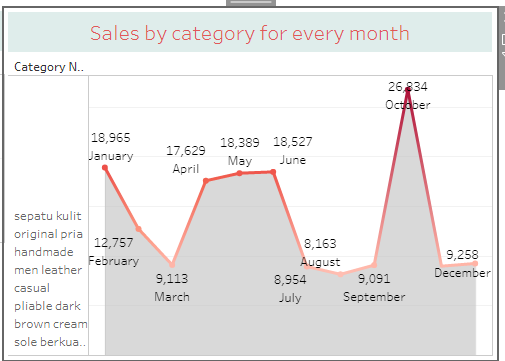 Sales by category for every month
Category N..
26,834
October
18,965
January
17,629
April
18,389
May
18,527
June
sepatu kulit
original pria
handmade
men leather
casual
pliable dark
brown cream
sole berkua..
12,757
February
9,113
March
8,163
August
8,954
July
9,091
September
9,258
December